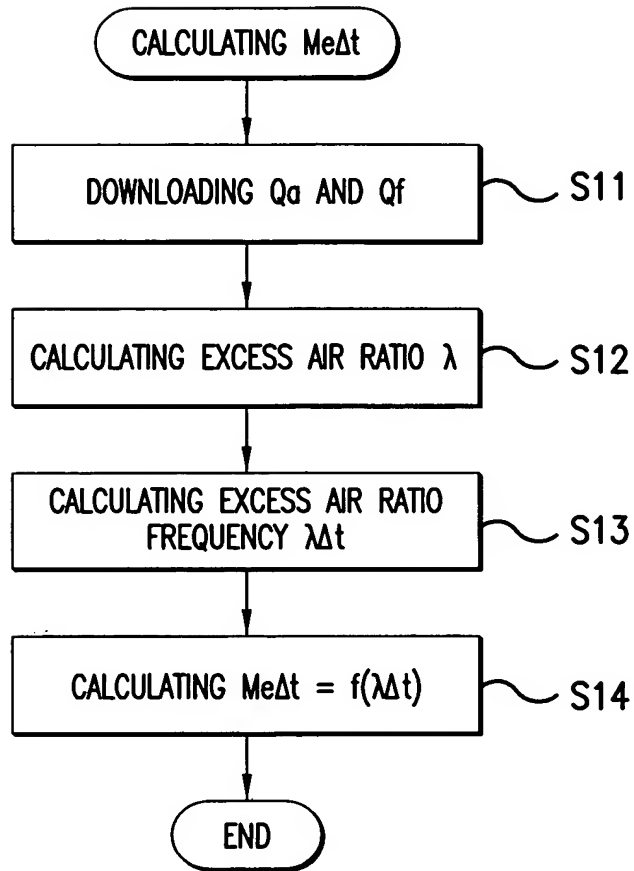 CALCULATING MeΔt
DOWNLOADING Qa AND Qf
S11
CALCULATING EXCESS AIR RATIO λ
S12
CALCULATING EXCESS AIR RATIO
FREQUENCY λΔt
S13
CALCULATING MeΔt = f(λΔt)
S14
END